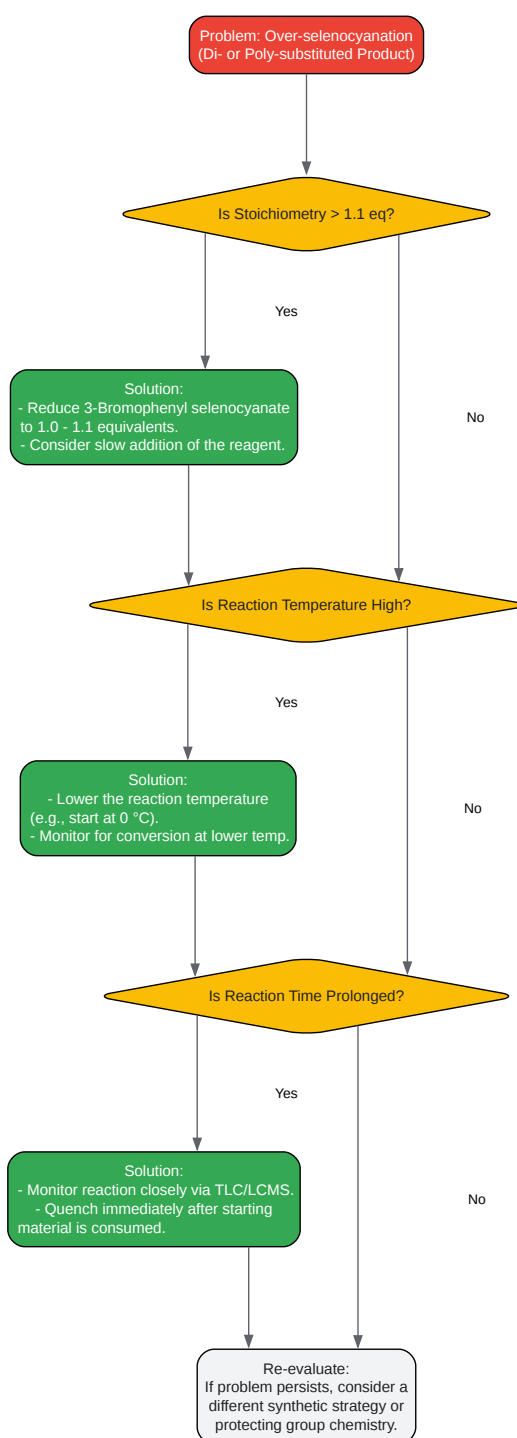 Problem: Over-selenocyanation
(Di- or Poly-substituted Product)
Is Stoichiometry > 1.1 eq?
Yes
Solution:
- Reduce 3-Bromophenyl selenocyanate
to 1.0 - 1.1 equivalents.
- Consider slow addition of the reagent.
No
Is Reaction Temperature High?
Yes
Solution:
- Lower the reaction temperature
(e.g., start at 0 °C).
- Monitor for conversion at lower temp.
No
Is Reaction Time Prolonged?
Yes
Solution:
- Monitor reaction closely via TLC/LCMS.
- Quench immediately after starting
material is consumed.
No
Re-evaluate:
If problem persists, consider a
different synthetic strategy or
protecting group chemistry.